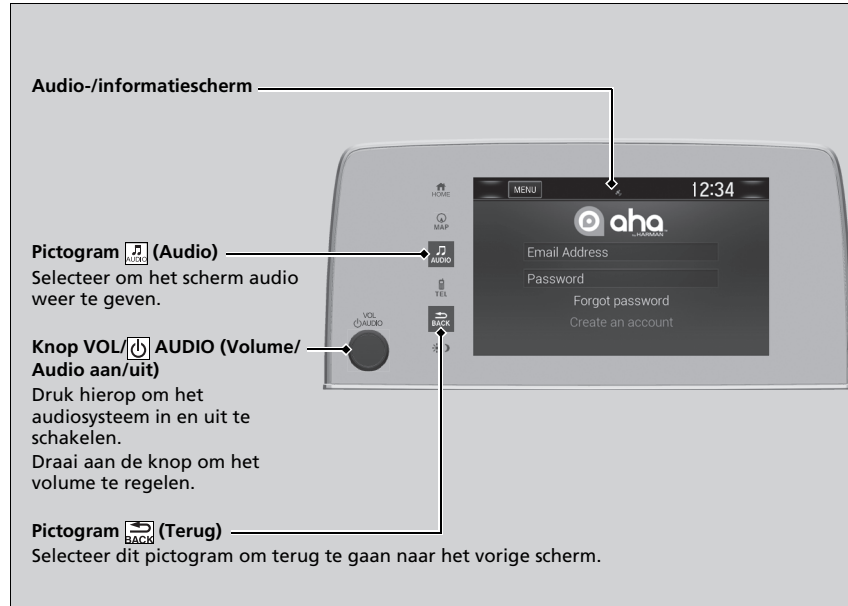 Audio-/informatiescherm
HOME
MENU
12:34
MAP
aha
by HARMAN
Pictogram AUDIO (Audio)
Selecteer om het scherm audio
weer te geven.
AUDIO
Email Address
Password
TEL
Forgot password
VOL
AUDIO
BACK
Create an account
Knop VOL/ AUDIO (Volume/
Audio aan/uit)
Druk hierop om het
audiosysteem in en uit te
schakelen.
Draai aan de knop om het
volume te regelen.
Pictogram BACK (Terug)
Selecteer dit pictogram om terug te gaan naar het vorige scherm.